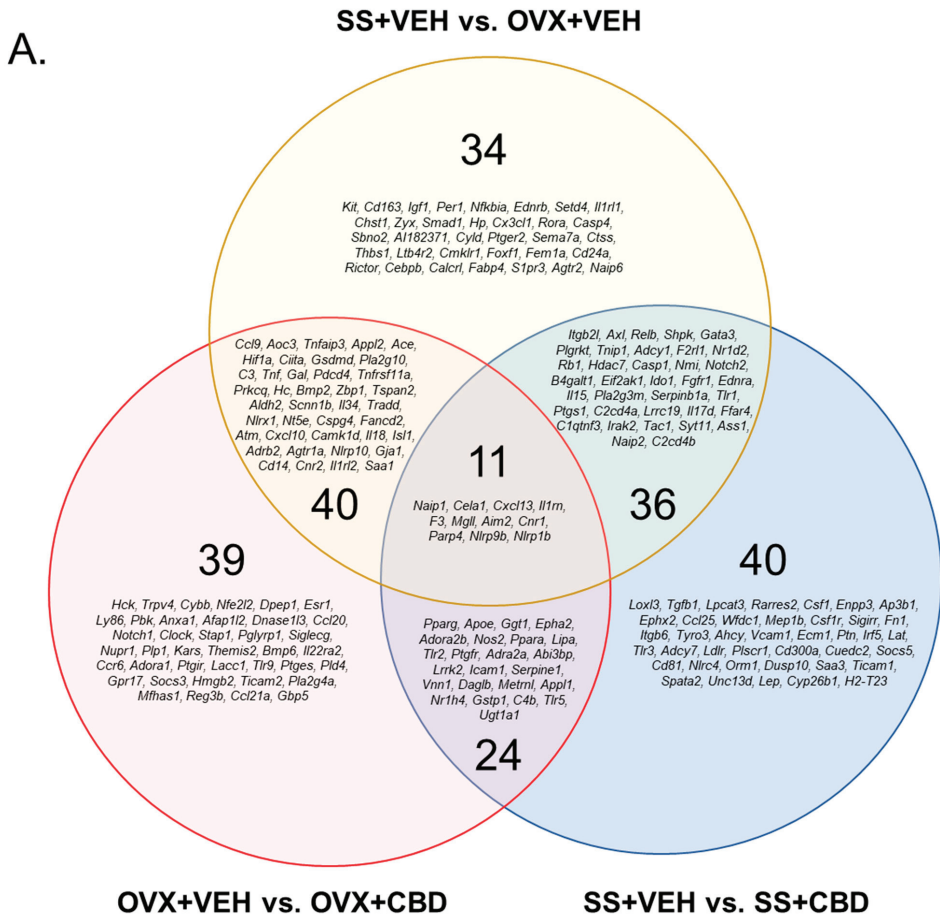 SS+VEH vs. OVX+VEH
A.
34
Kit, Cd163, Igf1, Per1, Nfkbia, Ednrb, Setd4, Il1rl1,
Chst1, Zyx, Smad1, Hp, Cx3cl1, Rora, Casp4,
Sbno2, AI182371, Cyld, Ptger2, Sema7a, Ctss,
Thbs1, Ltb4r2, Cmklr1, Foxf1, Fem1a, Cd24a,
Rictor, Cebpb, Calcrl, Fabp4, S1pr3, Agtr2, Naip6
Ccl9, Aoc3, Tnfaip3, Appl2, Ace,
Hif1a, Ciita, Gsdmd, Pla2g10,
C3, Tnf, Gal, Pdcd4, Tnfrsf11a,
Prkcq, Hc, Bmp2, Zbp1, Tspan2,
Aldh2, Scnn1b, Il34, Tradd,
Nlrx1, Nt5e, Cspg4, Fancd2,
Atm, Cxcl10, Camk1d, Il18, Isl1,
Adrb2, Agtr1a, Nlrp10, Gja1,
Cd14, Cnr2, Il1rl2, Saa1
40
Itgb2l, Axl, Relb, Shpk, Gata3,
Plgrkt, Tnip1, Adcy1, F2rl1, Nr1d2,
Rb1, Hdac7, Casp1, Nmi, Notch2,
B4galt1, Eif2ak1, Ido1, Fgfr1, Ednra,
Il15, Pla2g3m, Serpinb1a, Tlr1,
Ptgs1, C2cd4a, Lrrc19, Il17d, Ffar4,
C1qtnf3, Irak2, Tac1, Syt11, Ass1,
Naip2, C2cd4b
36
11
Naip1, Cela1, Cxcl13, Il1rn,
F3, Mgll, Aim2, Cnr1,
Parp4, Nlrp9b, Nlrp1b
39
Hck, Trpv4, Cybb, Nfe2l2, Dpep1, Esr1,
Ly86, Pbk, Anxa1, Afap1l2, Dnase1l3, Ccl20,
Notch1, Clock, Stap1, Pglyrp1, Siglecg,
Nupr1, Plp1, Kars, Themis2, Bmp6, Il22ra2,
Ccr6, Adora1, Ptgir, Lacc1, Tlr9, Ptges, Pld4,
Gpr17, Socs3, Hmgb2, Ticam2, Pla2g4a,
Mfhas1, Reg3b, Ccl21a, Gbp5
Pparg, Apoe, Ggt1, Epha2,
Adora2b, Nos2, Ppara, Lipa,
Tlr2, Ptgfr, Adra2a, Abi3bp,
Lrrk2, Icam1, Serpine1,
Vnn1, Daglb, Metrnl, Appl1,
Nr1h4, Gstp1, C4b, Tlr5,
Ugt1a1
24
40
Loxl3, Tgfb1, Lpcat3, Rarres2, Csf1, Enpp3, Ap3b1,
Ephx2, Ccl25, Wfdc1, Mep1b, Csf1r, Sigirr, Fn1,
Itgb6, Tyro3, Ahcy, Vcam1, Ecm1, Ptn, Irf5, Lat,
Tlr3, Adcy7, Ldlr, Plscr1, Cd300a, Cuedc2, Socs5,
Cd81, Nlrc4, Orm1, Dusp10, Saa3, Ticam1,
Spata2, Unc13d, Lep, Cyp26b1, H2-T23
OVX+VEH vs. OVX+CBD
SS+VEH vs. SS+CBD